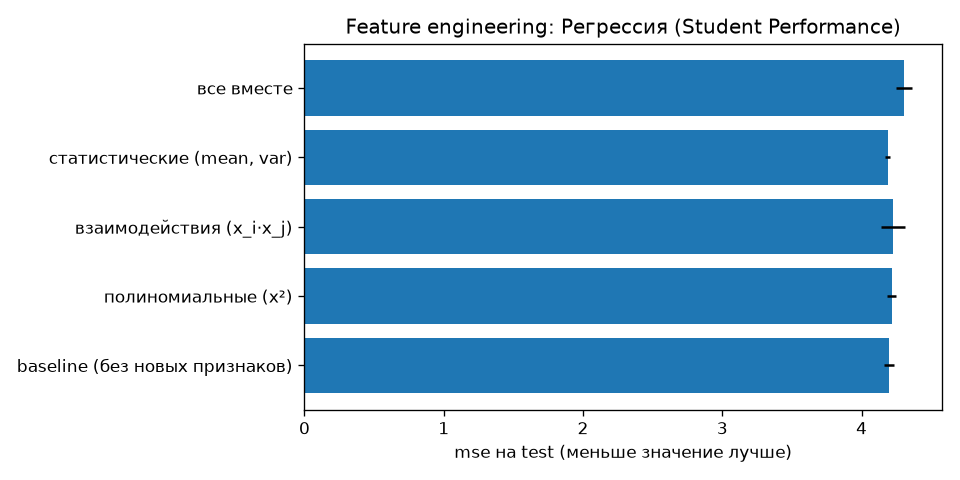 Feature engineering: Регрессия (Student Performance)
все вместе
статистические (mean, var)
взаимодействия (x_i·x_j)
полиномиальные (x²)
baseline (без новых признаков)
0 1 2 3 4
mse на test (меньше значение лучше)